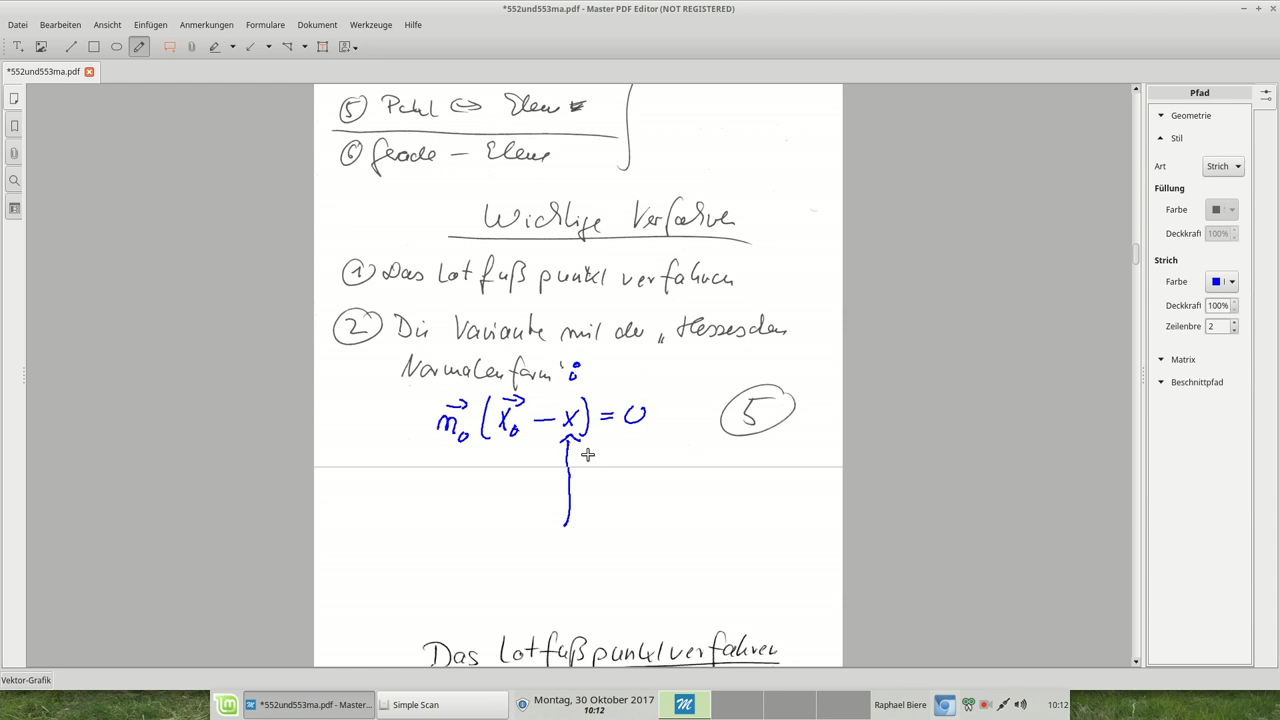 *552und553ma.pdf - Master PDF Editor (NOT REGISTERED)
Datei Bearbeiten Ansicht Einfügen Anmerkungen Formulare Dokument Werkzeuge Hilfe
*552und553ma.pdf
Pfad
Geometrie
Stil
Art Strich
Füllung
Farbe
Deckkraft 100%
Strich
Farbe
Deckkraft 100%
Zeilenbre 2
Matrix
Beschnittpfad
⑤ Punkt ⇔ Ebene
⑥ Gerade – Ebene
Wichtige Verfahren
① Das Lotfußpunktverfahren
② Die Variante mit der „Hesseschen
Normalenform":
n⃗₀ (x⃗₀ – x) = 0
5
Das Lotfußpunktverfahren
Vektor-Grafik
*552und553ma.pdf - Master... Simple Scan Montag, 30 Oktober 2017 Raphael Biere 10:12
10:12